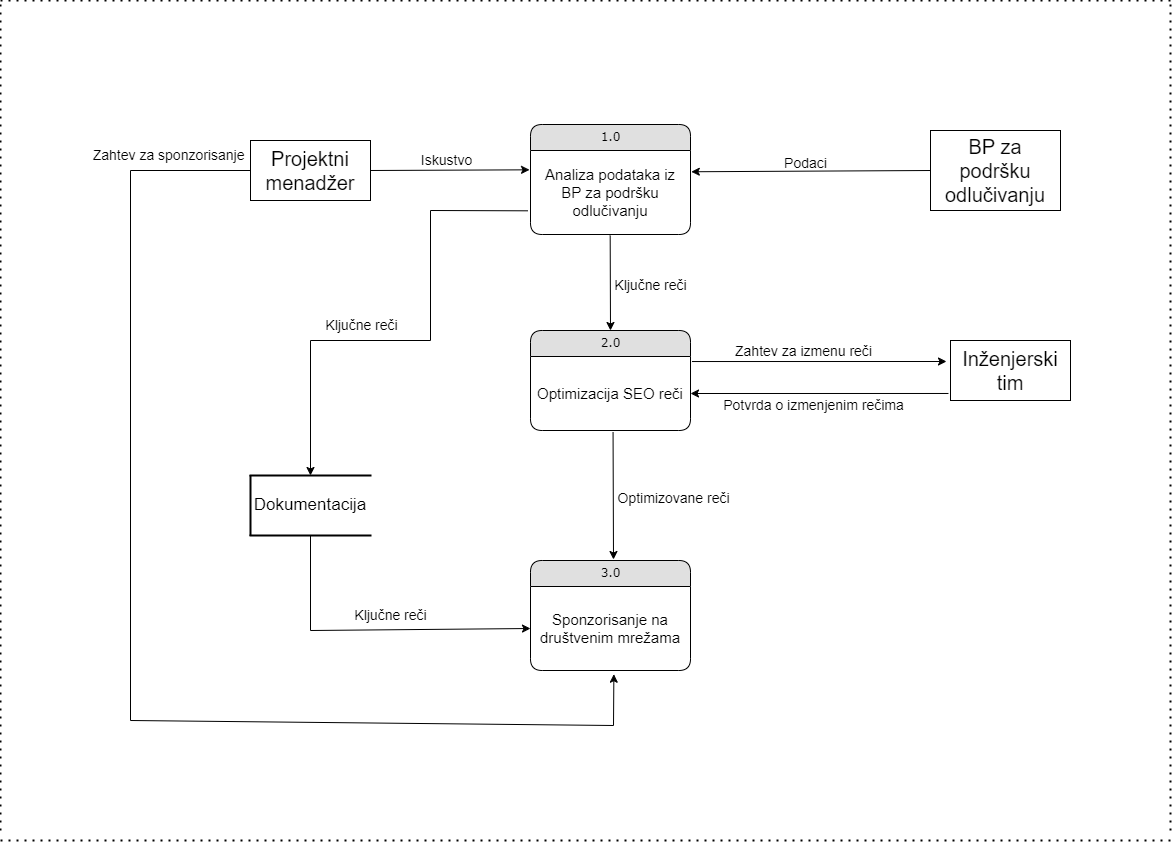 Zahtev za sponzorisanje
Projektni
menadžer
Iskustvo
1.0
Analiza podataka iz
BP za podršku
odlučivanju
Podaci
BP za
podršku
odlučivanju
Ključne reči
Ključne reči
2.0
Optimizacija SEO reči
Zahtev za izmenu reči
Potvrda o izmenjenim rečima
Inženjerski
tim
Dokumentacija
Optimizovane reči
3.0
Sponzorisanje na
društvenim mrežama
Ključne reči